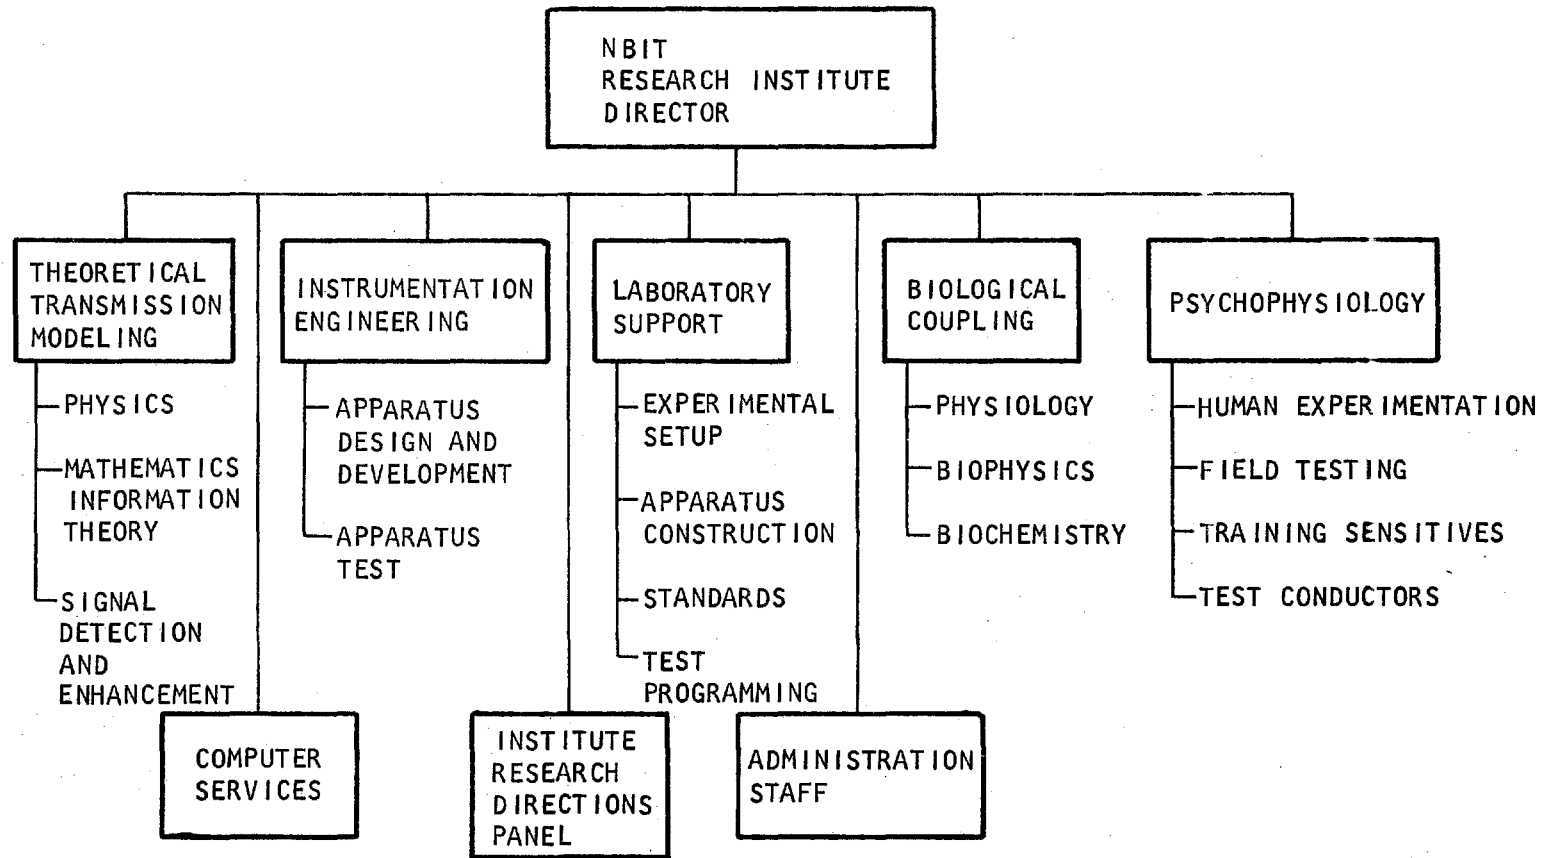 NBIT
RESEARCH INSTITUTE
DIRECTOR
THEORETICAL
TRANSMISSION
MODELING
PHYSICS
MATHEMATICS
INFORMATION
THEORY
SIGNAL
DETECTION
AND
ENHANCEMENT
INSTRUMENTATION
ENGINEERING
APPARATUS
DESIGN AND
DEVELOPMENT
APPARATUS
TEST
LABORATORY
SUPPORT
EXPERIMENTAL
SETUP
APPARATUS
CONSTRUCTION
STANDARDS
TEST
PROGRAMMING
BIOLOGICAL
COUPLING
PHYSIOLOGY
BIOPHYSICS
BIOCHEMISTRY
PSYCHOPHYSIOLOGY
HUMAN EXPERIMENTATION
FIELD TESTING
TRAINING SENSITIVES
TEST CONDUCTORS
COMPUTER
SERVICES
INSTITUTE
RESEARCH
DIRECTIONS
PANEL
ADMINISTRATION
STAFF